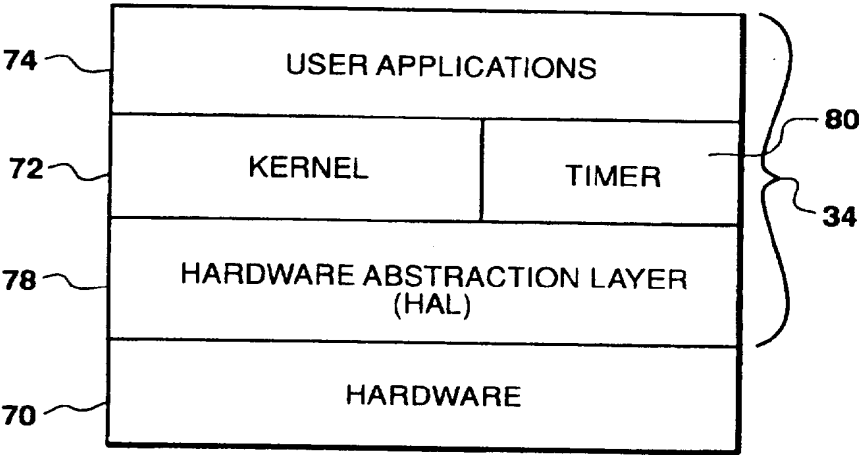 74
USER APPLICATIONS
80
72
KERNEL
TIMER
34
78
HARDWARE ABSTRACTION LAYER
(HAL)
70
HARDWARE